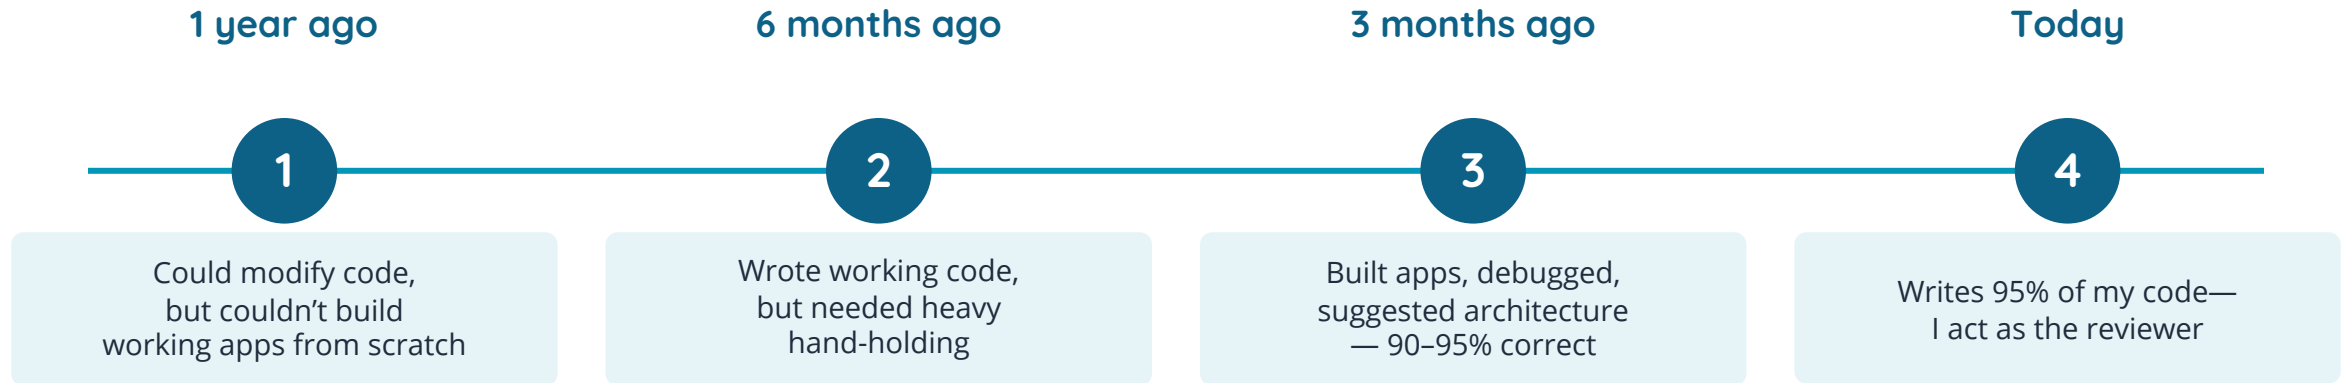 1 year ago
6 months ago
3 months ago
Today
1
2
3
4
Could modify code,
but couldn’t build
working apps from scratch
Wrote working code,
but needed heavy
hand-holding
Built apps, debugged,
suggested architecture
— 90–95% correct
Writes 95% of my code—
I act as the reviewer